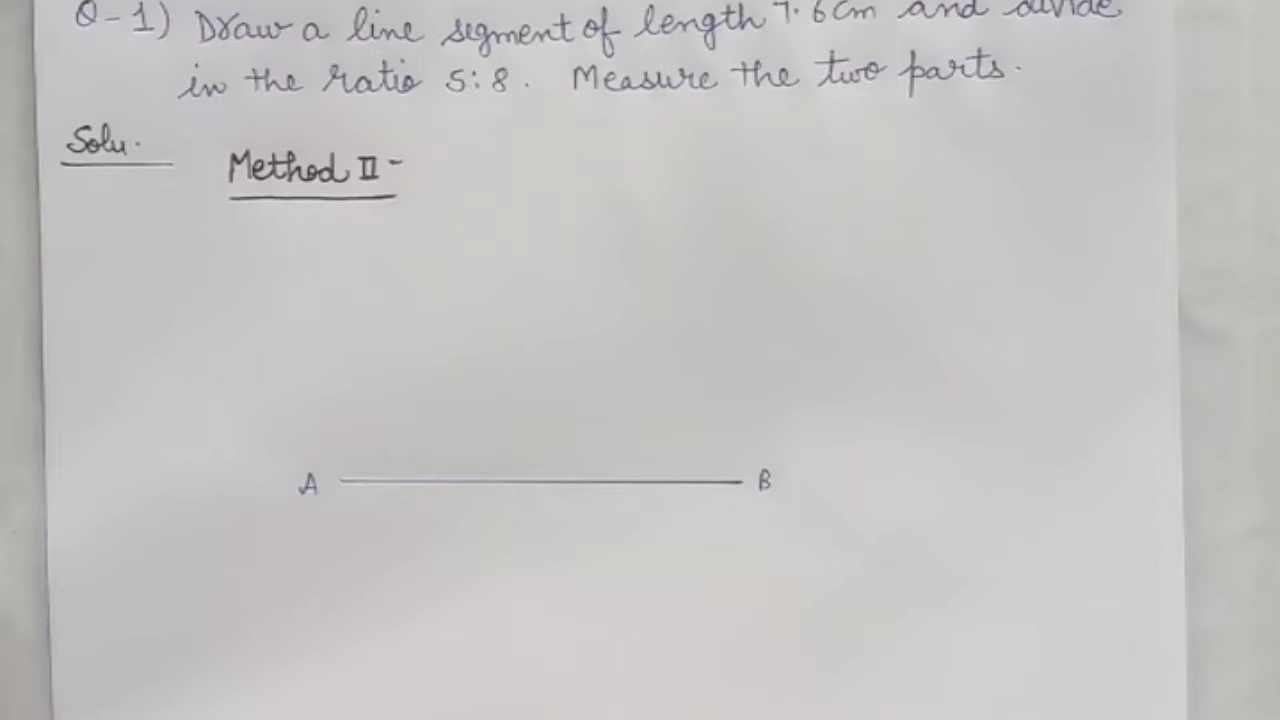 Q-1) Draw a line segment of length 7.6cm and divide
in the ratio 5:8. Measure the two parts.
Solu.
Method II -
A B